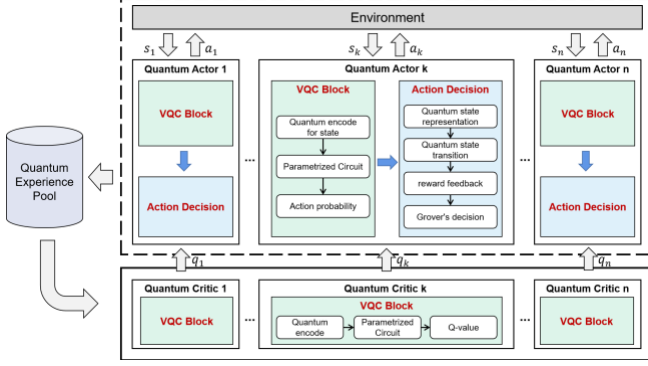 Environment
s₁ a₁ sₖ aₖ sₙ aₙ
Quantum Actor 1
VQC Block
Action Decision
...
Quantum Actor k
VQC Block
Quantum encode
for state
Parametrized Circuit
Action probability
Action Decision
Quantum state
representation
Quantum state
transition
reward feedback
Grover's decision
...
Quantum Actor n
VQC Block
Action Decision
Quantum
Experience
Pool
q₁ qₖ qₙ
Quantum Critic 1
VQC Block
...
Quantum Critic k
VQC Block
Quantum
encode
Parametrized
Circuit
Q-value
...
Quantum Critic n
VQC Block